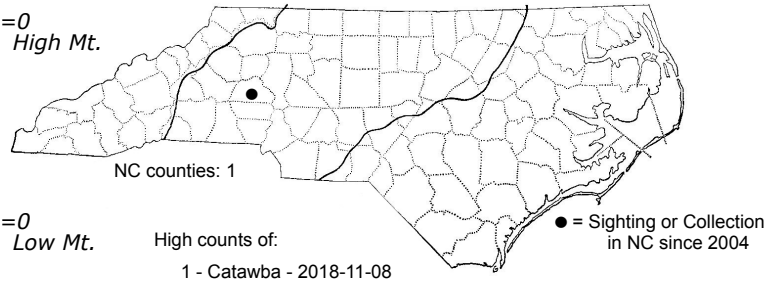 =0
High Mt.
NC counties: 1
=0
Low Mt.
High counts of:
1 - Catawba - 2018-11-08
● = Sighting or Collection
in NC since 2004